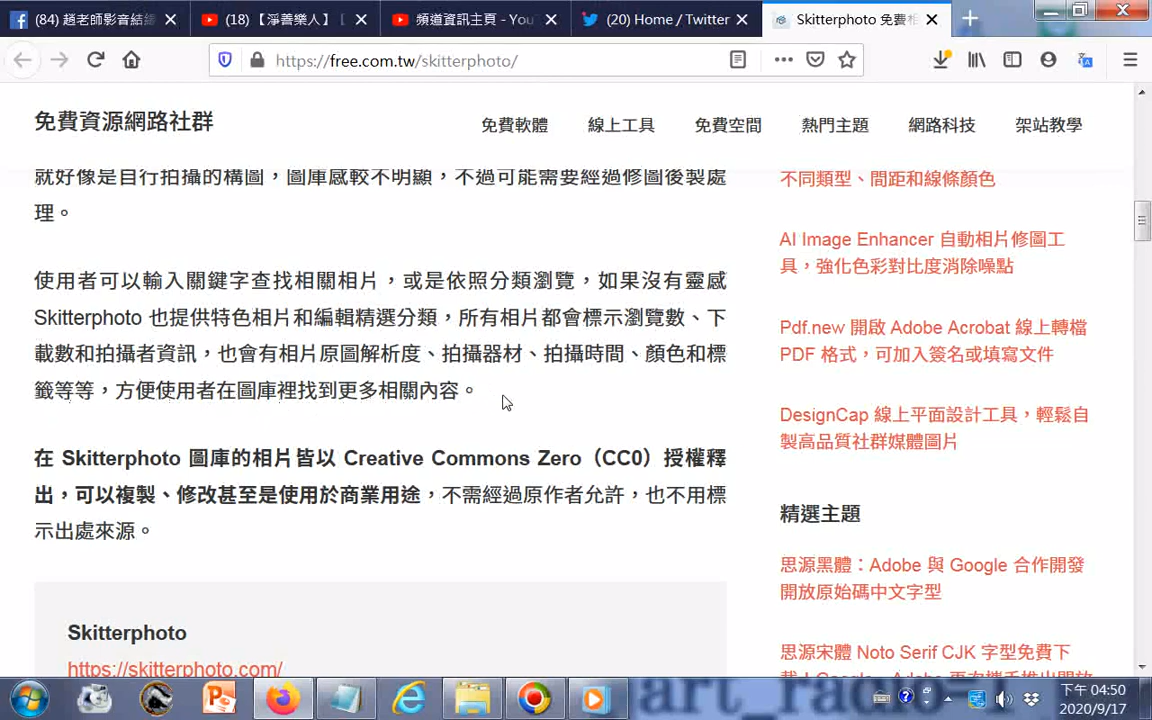 (84) 趙老師影音結緣
(18)【淨善樂人】
頻道資訊主頁 - You
(20) Home / Twitter
Skitterphoto 免費相
https://free.com.tw/skitterphoto/
免費資源網路社群
免費軟體
線上工具
免費空間
熱門主題
網路科技
架站教學
就好像是自行拍攝的構圖，圖庫感較不明顯，不過可能需要經過修圖後製處
理。
使用者可以輸入關鍵字查找相關相片，或是依照分類瀏覽，如果沒有靈感
Skitterphoto 也提供特色相片和編輯精選分類，所有相片都會標示瀏覽數、下
載數和拍攝者資訊，也會有相片原圖解析度、拍攝器材、拍攝時間、顏色和標
籤等等，方便使用者在圖庫裡找到更多相關內容。
在 Skitterphoto 圖庫的相片皆以 Creative Commons Zero（CC0）授權釋
出，可以複製、修改甚至是使用於商業用途，不需經過原作者允許，也不用標
示出處來源。
Skitterphoto
https://skitterphoto.com/
不同類型、間距和線條顏色
AI Image Enhancer 自動相片修圖工
具，強化色彩對比度消除噪點
Pdf.new 開啟 Adobe Acrobat 線上轉檔
PDF 格式，可加入簽名或填寫文件
DesignCap 線上平面設計工具，輕鬆自
製高品質社群媒體圖片
精選主題
思源黑體：Adobe 與 Google 合作開發
開放原始碼中文字型
思源宋體 Noto Serif CJK 字型免費下
載！Google、Adobe 再次攜手推出開放
art_rad
下午 04:50
2020/9/17